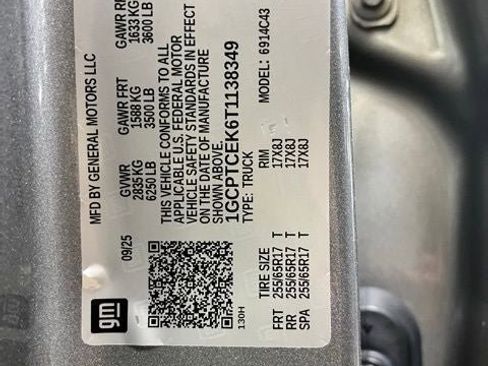 MFD BY GENERAL MOTORS LLC
09/25
GVWR GAWR FRT GAWR RR
2835 KG 1588 KG 1633 KG
6250 LB 3500 LB 3600 LB
THIS VEHICLE CONFORMS TO ALL
APPLICABLE U.S. FEDERAL MOTOR
VEHICLE SAFETY STANDARDS IN EFFECT
ON THE DATE OF MANUFACTURE
1GCPTCEK6T1138349
TYPE: TRUCK 6914C43
TIRE SIZE RIM
FRT 255/65R17 T 17X8J
RR 255/65R17 T 17X8J
SPA 255/65R17 T 17X8J
gm
130H